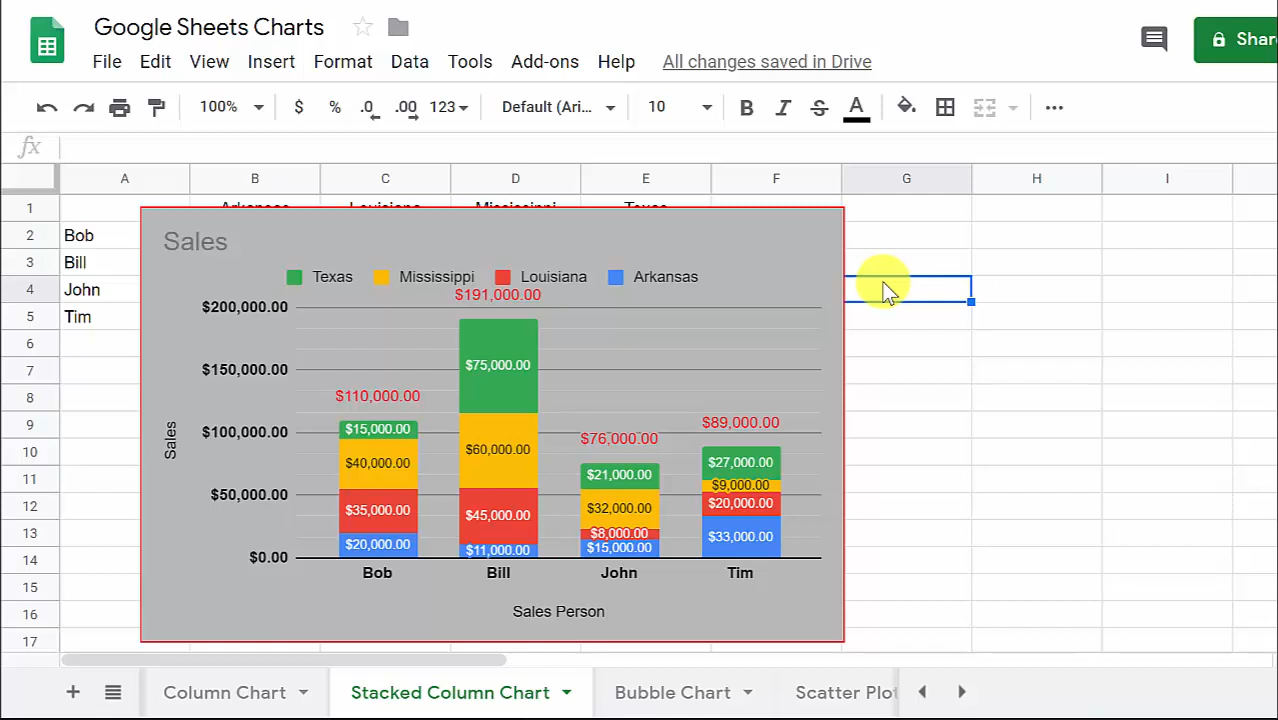 Google Sheets Charts
Share
File Edit View Insert Format Data Tools Add-ons Help All changes saved in Drive
100% $ % .0 .00 123 Default (Ari... 10 B I S A
fx
A B C D E F G H I
1 Arkansas Louisiana Mississippi Texas
2 Bob
3 Bill
4 John
5 Tim
6
7
8
9
10
11
12
13
14
15
16
17
Sales
Texas Mississippi Louisiana Arkansas
$191,000.00
$200,000.00
$150,000.00
$100,000.00
$50,000.00
$0.00
Sales
$110,000.00
$15,000.00
$40,000.00
$35,000.00
$20,000.00
$75,000.00
$60,000.00
$45,000.00
$11,000.00
$76,000.00
$21,000.00
$32,000.00
$8,000.00
$15,000.00
$89,000.00
$27,000.00
$9,000.00
$20,000.00
$33,000.00
Bob Bill John Tim
Sales Person
Column Chart Stacked Column Chart Bubble Chart Scatter Plot